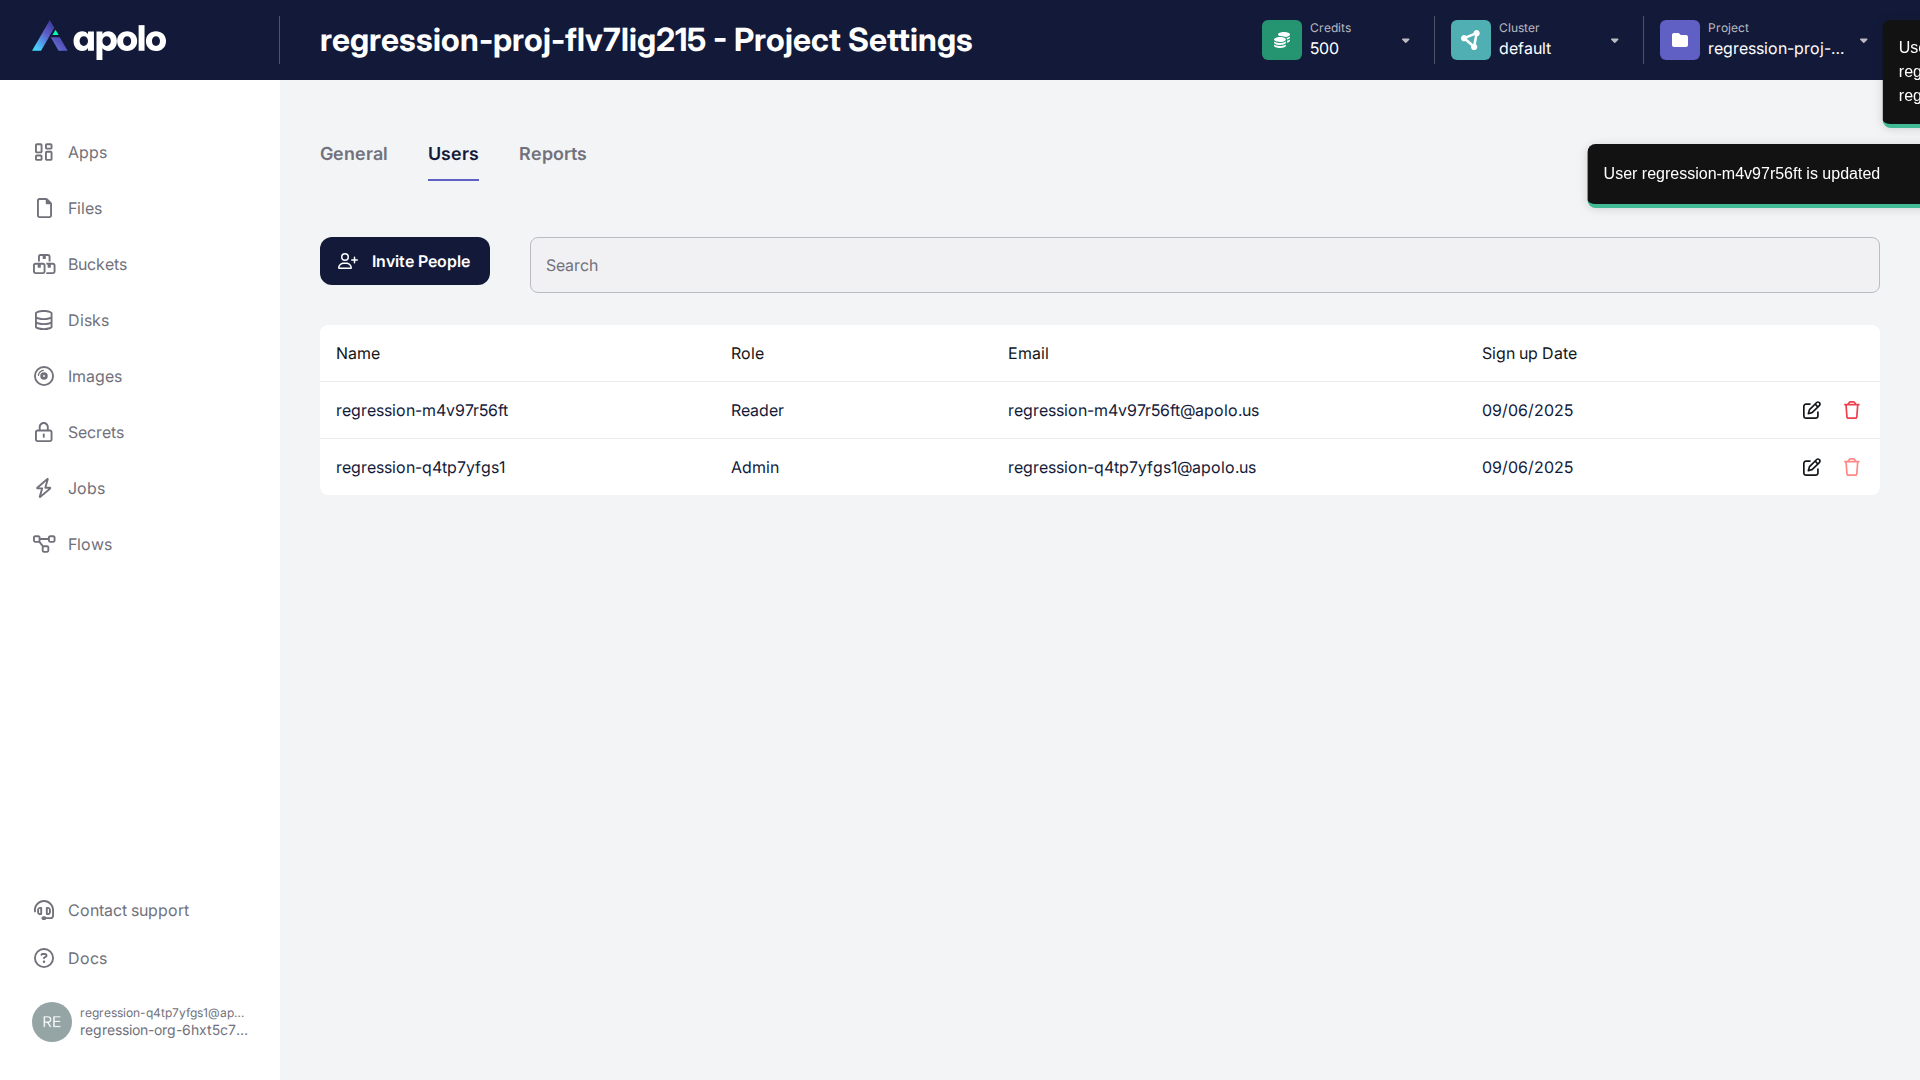 apolo
regression-proj-flv7lig215 - Project Settings
Credits
500
Cluster
default
Project
regression-proj-...
User regression-m4v97r56ft is updated
Apps
Files
Buckets
Disks
Images
Secrets
Jobs
Flows
Contact support
Docs
RE
regression-q4tp7yfgs1@ap...
regression-org-6hxt5c7...
General Users Reports
Invite People
Search
Name Role Email Sign up Date
regression-m4v97r56ft Reader regression-m4v97r56ft@apolo.us 09/06/2025
regression-q4tp7yfgs1 Admin regression-q4tp7yfgs1@apolo.us 09/06/2025